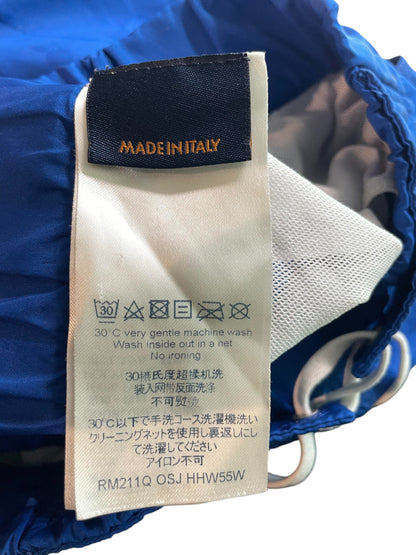 MADE IN ITALY
30
30°C very gentle machine wash
Wash inside out in a net
No ironing
30摄氏度超揉机洗
装入网带反面洗涤
不可熨烫
30℃以下で手洗コース洗濯機洗い
クリーニングネットを使用し裏返しにし
て洗濯してください
アイロン不可
RM211Q OSJ HHW55W